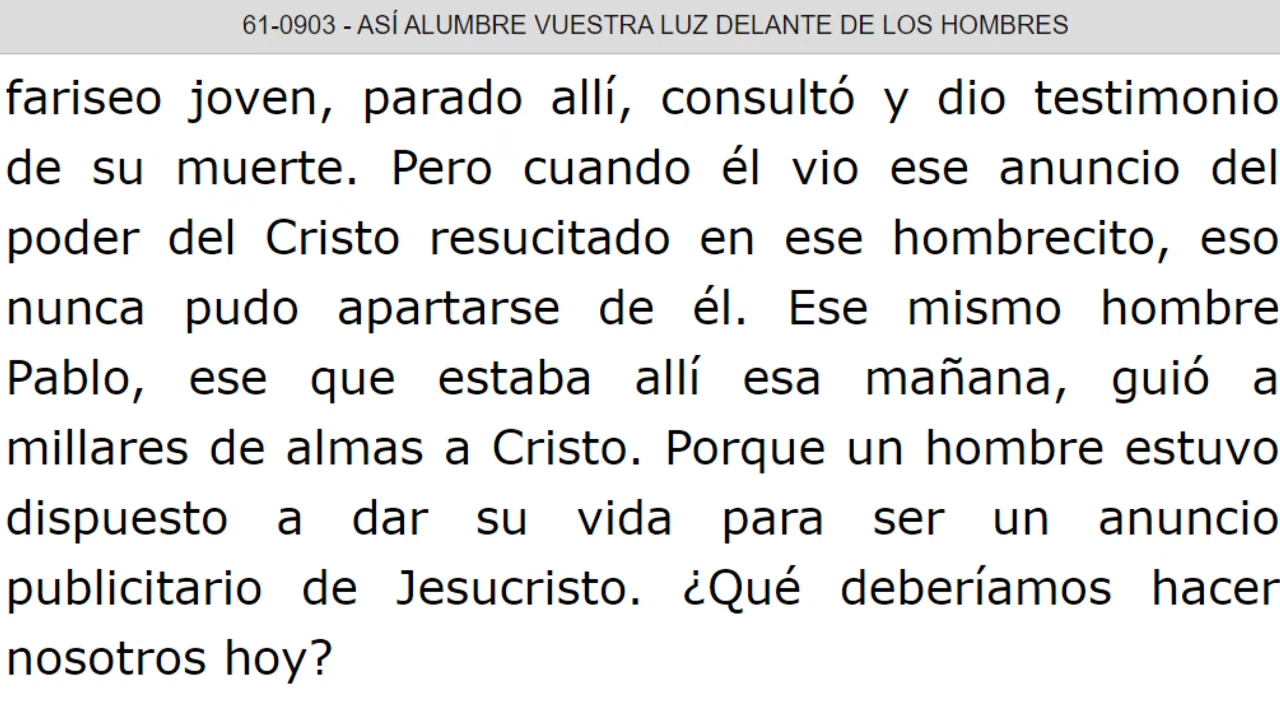 61-0903 - ASÍ ALUMBRE VUESTRA LUZ DELANTE DE LOS HOMBRES
fariseo joven, parado allí, consultó y dio testimonio
de su muerte. Pero cuando él vio ese anuncio del
poder del Cristo resucitado en ese hombrecito, eso
nunca pudo apartarse de él. Ese mismo hombre
Pablo, ese que estaba allí esa mañana, guió a
millares de almas a Cristo. Porque un hombre estuvo
dispuesto a dar su vida para ser un anuncio
publicitario de Jesucristo. ¿Qué deberíamos hacer
nosotros hoy?